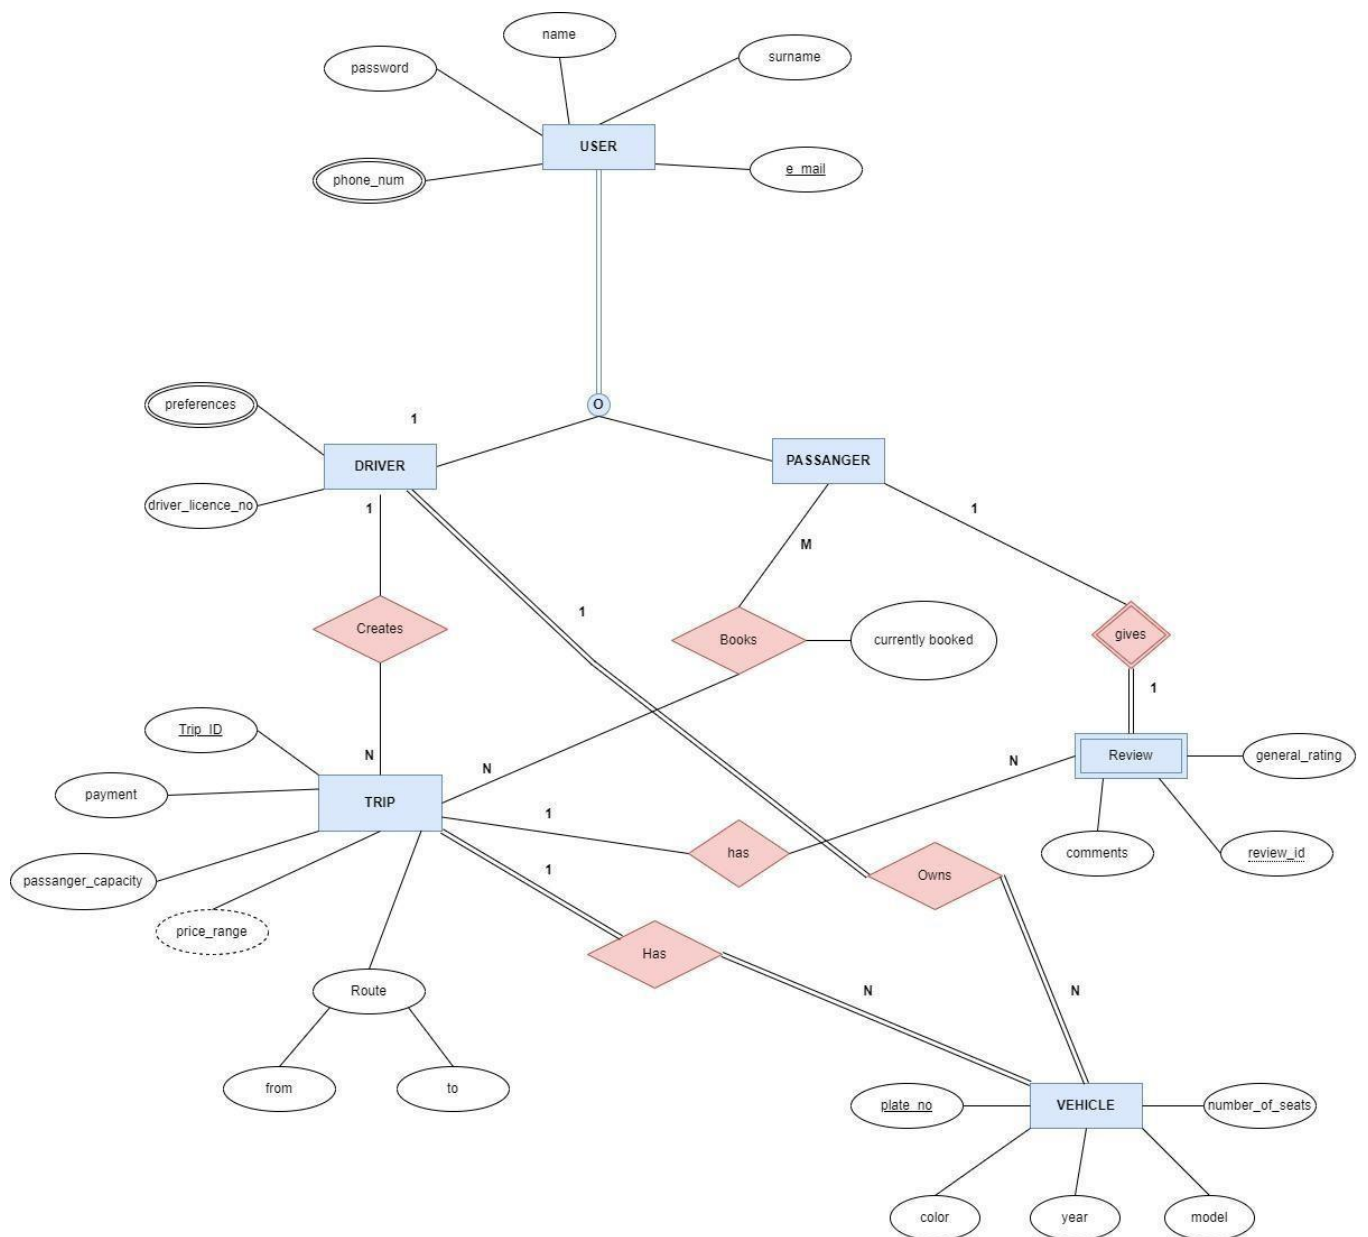 name
surname
password
USER
e_mail
phone_num
O
preferences
1
DRIVER
PASSANGER
driver_licence_no
1
1
M
1
Creates
Books
currently booked
gives
1
Trip_ID
N
N
N
Review
general_rating
payment
TRIP
1
has
comments
review_id
passanger_capacity
1
Owns
price_range
Has
Route
N
N
from
to
plate_no
VEHICLE
number_of_seats
color
year
model